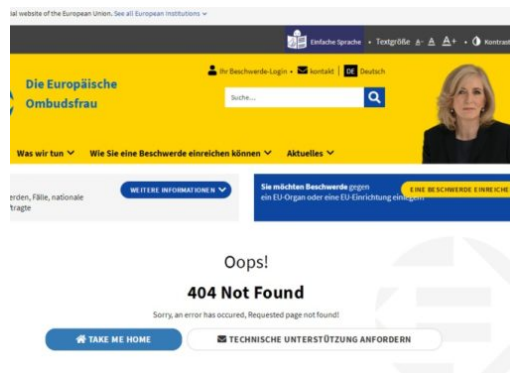 ial website of the European Union. See all European Institutions
Einfache Sprache • Textgröße A- A A+ • Kontrast
Ihr Beschwerde-Login • kontakt | DE Deutsch
Die Europäische
Ombudsfrau
Suche...
Was wir tun Wie Sie eine Beschwerde einreichen können Aktuelles
WEITERE INFORMATIONEN
erden, Fälle, nationale
ftragte
Sie möchten Beschwerde gegen
ein EU-Organ oder eine EU-Einrichtung einlegen?
EINE BESCHWERDE EINREICHE
Oops!
404 Not Found
Sorry, an error has occured, Requested page not found!
TAKE ME HOME
TECHNISCHE UNTERSTÜTZUNG ANFORDERN